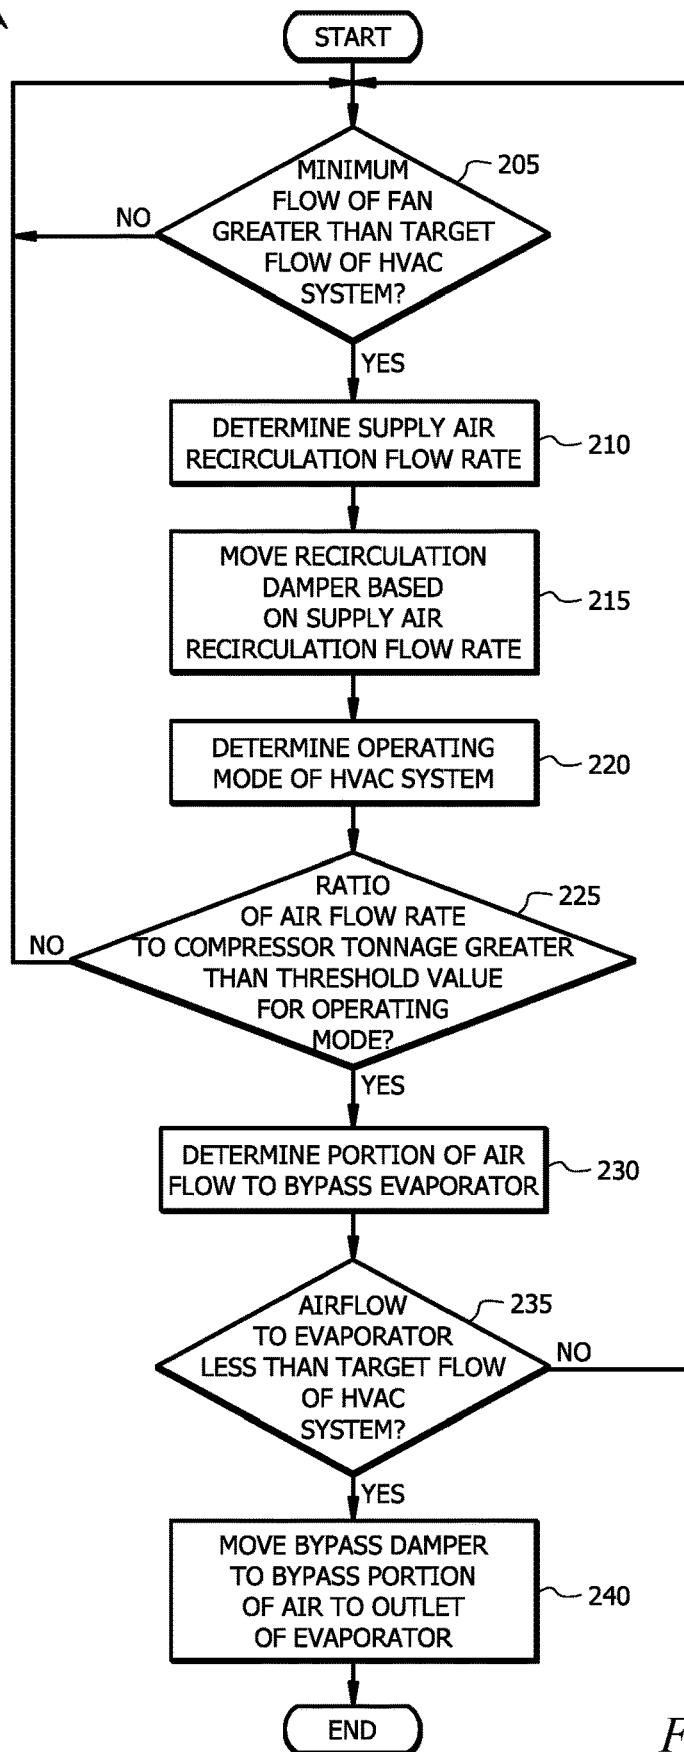 START
MINIMUM
FLOW OF FAN
GREATER THAN TARGET
FLOW OF HVAC
SYSTEM?
205
NO
YES
DETERMINE SUPPLY AIR
RECIRCULATION FLOW RATE
210
MOVE RECIRCULATION
DAMPER BASED
ON SUPPLY AIR
RECIRCULATION FLOW RATE
215
DETERMINE OPERATING
MODE OF HVAC SYSTEM
220
RATIO
OF AIR FLOW RATE
TO COMPRESSOR TONNAGE GREATER
THAN THRESHOLD VALUE
FOR OPERATING
MODE?
225
NO
YES
DETERMINE PORTION OF AIR
FLOW TO BYPASS EVAPORATOR
230
AIRFLOW
TO EVAPORATOR
LESS THAN TARGET FLOW
OF HVAC
SYSTEM?
235
NO
YES
MOVE BYPASS DAMPER
TO BYPASS PORTION
OF AIR TO OUTLET
OF EVAPORATOR
240
END
F